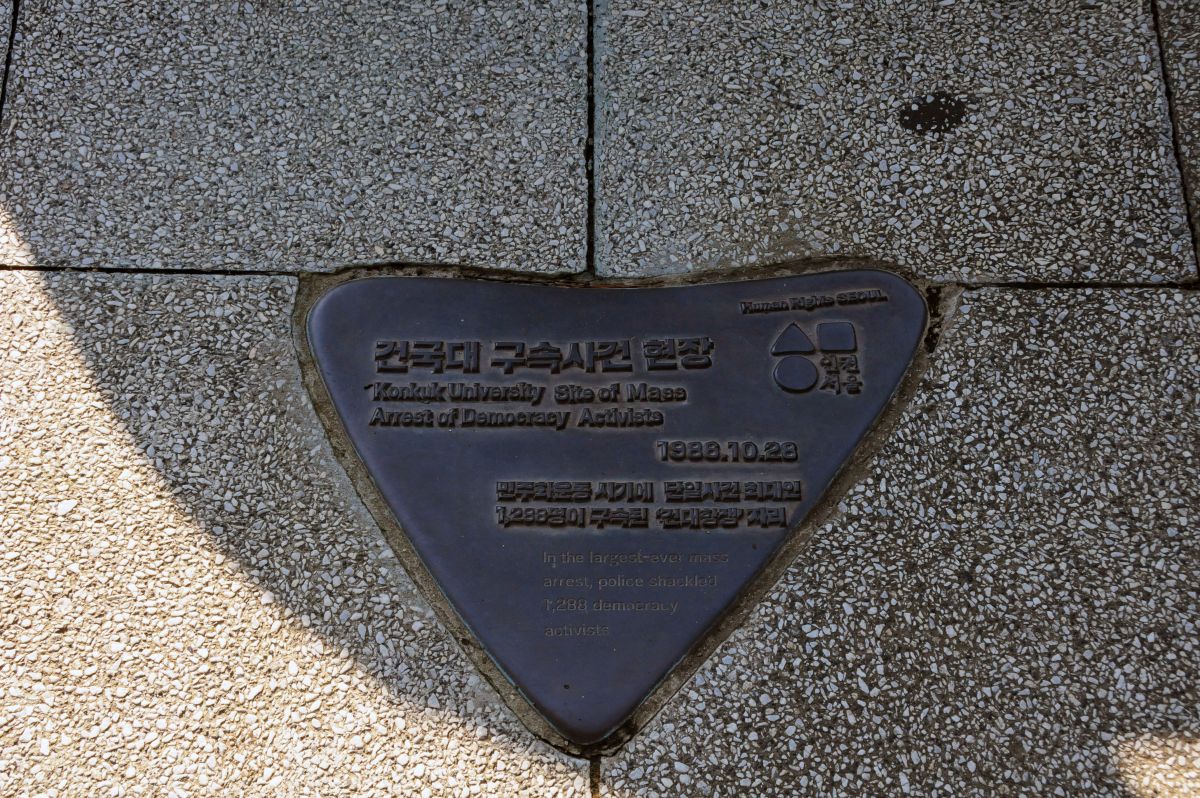 Human Rights SEOUL
인권
서울
건국대 구속사건 현장
Konkuk University Site of Mass
Arrest of Democracy Activists
1986.10.28
민주화운동 시기에 단일사건 최대인
1,288명이 구속된 '건대항쟁' 자리
In the largest-ever mass
arrest, police shackled
1,288 democracy
activists